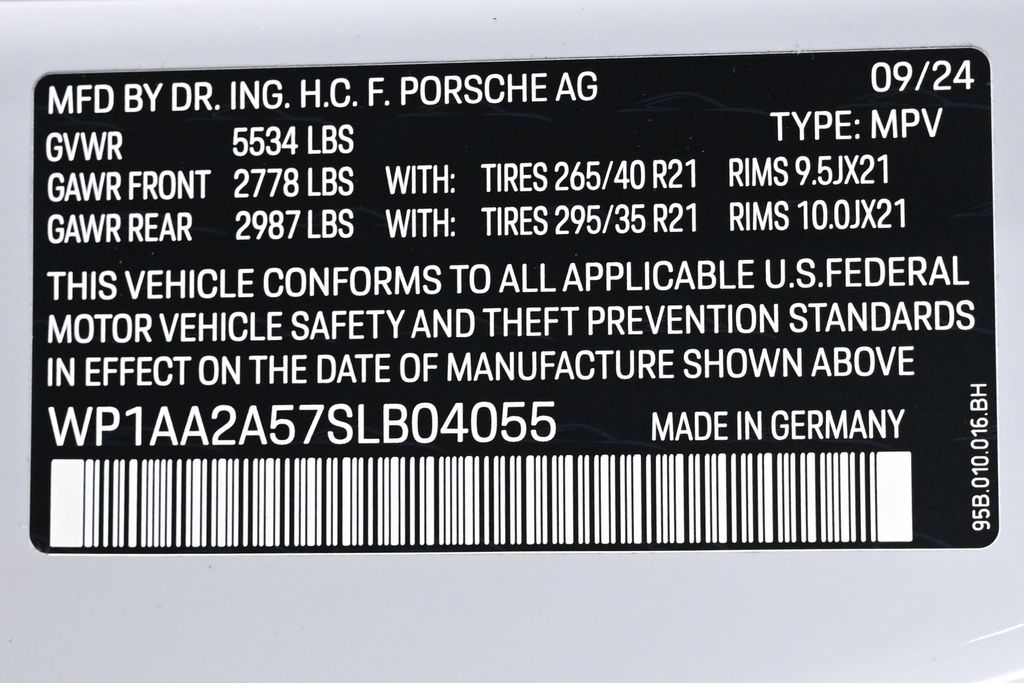 MFD BY DR. ING. H.C. F. PORSCHE AG 09/24
TYPE: MPV
GVWR 5534 LBS
GAWR FRONT 2778 LBS WITH: TIRES 265/40 R21 RIMS 9.5JX21
GAWR REAR 2987 LBS WITH: TIRES 295/35 R21 RIMS 10.0JX21
THIS VEHICLE CONFORMS TO ALL APPLICABLE U.S.FEDERAL
MOTOR VEHICLE SAFETY AND THEFT PREVENTION STANDARDS
IN EFFECT ON THE DATE OF MANUFACTURE SHOWN ABOVE
WP1AA2A57SLB04055 MADE IN GERMANY
95B.010.016.BH